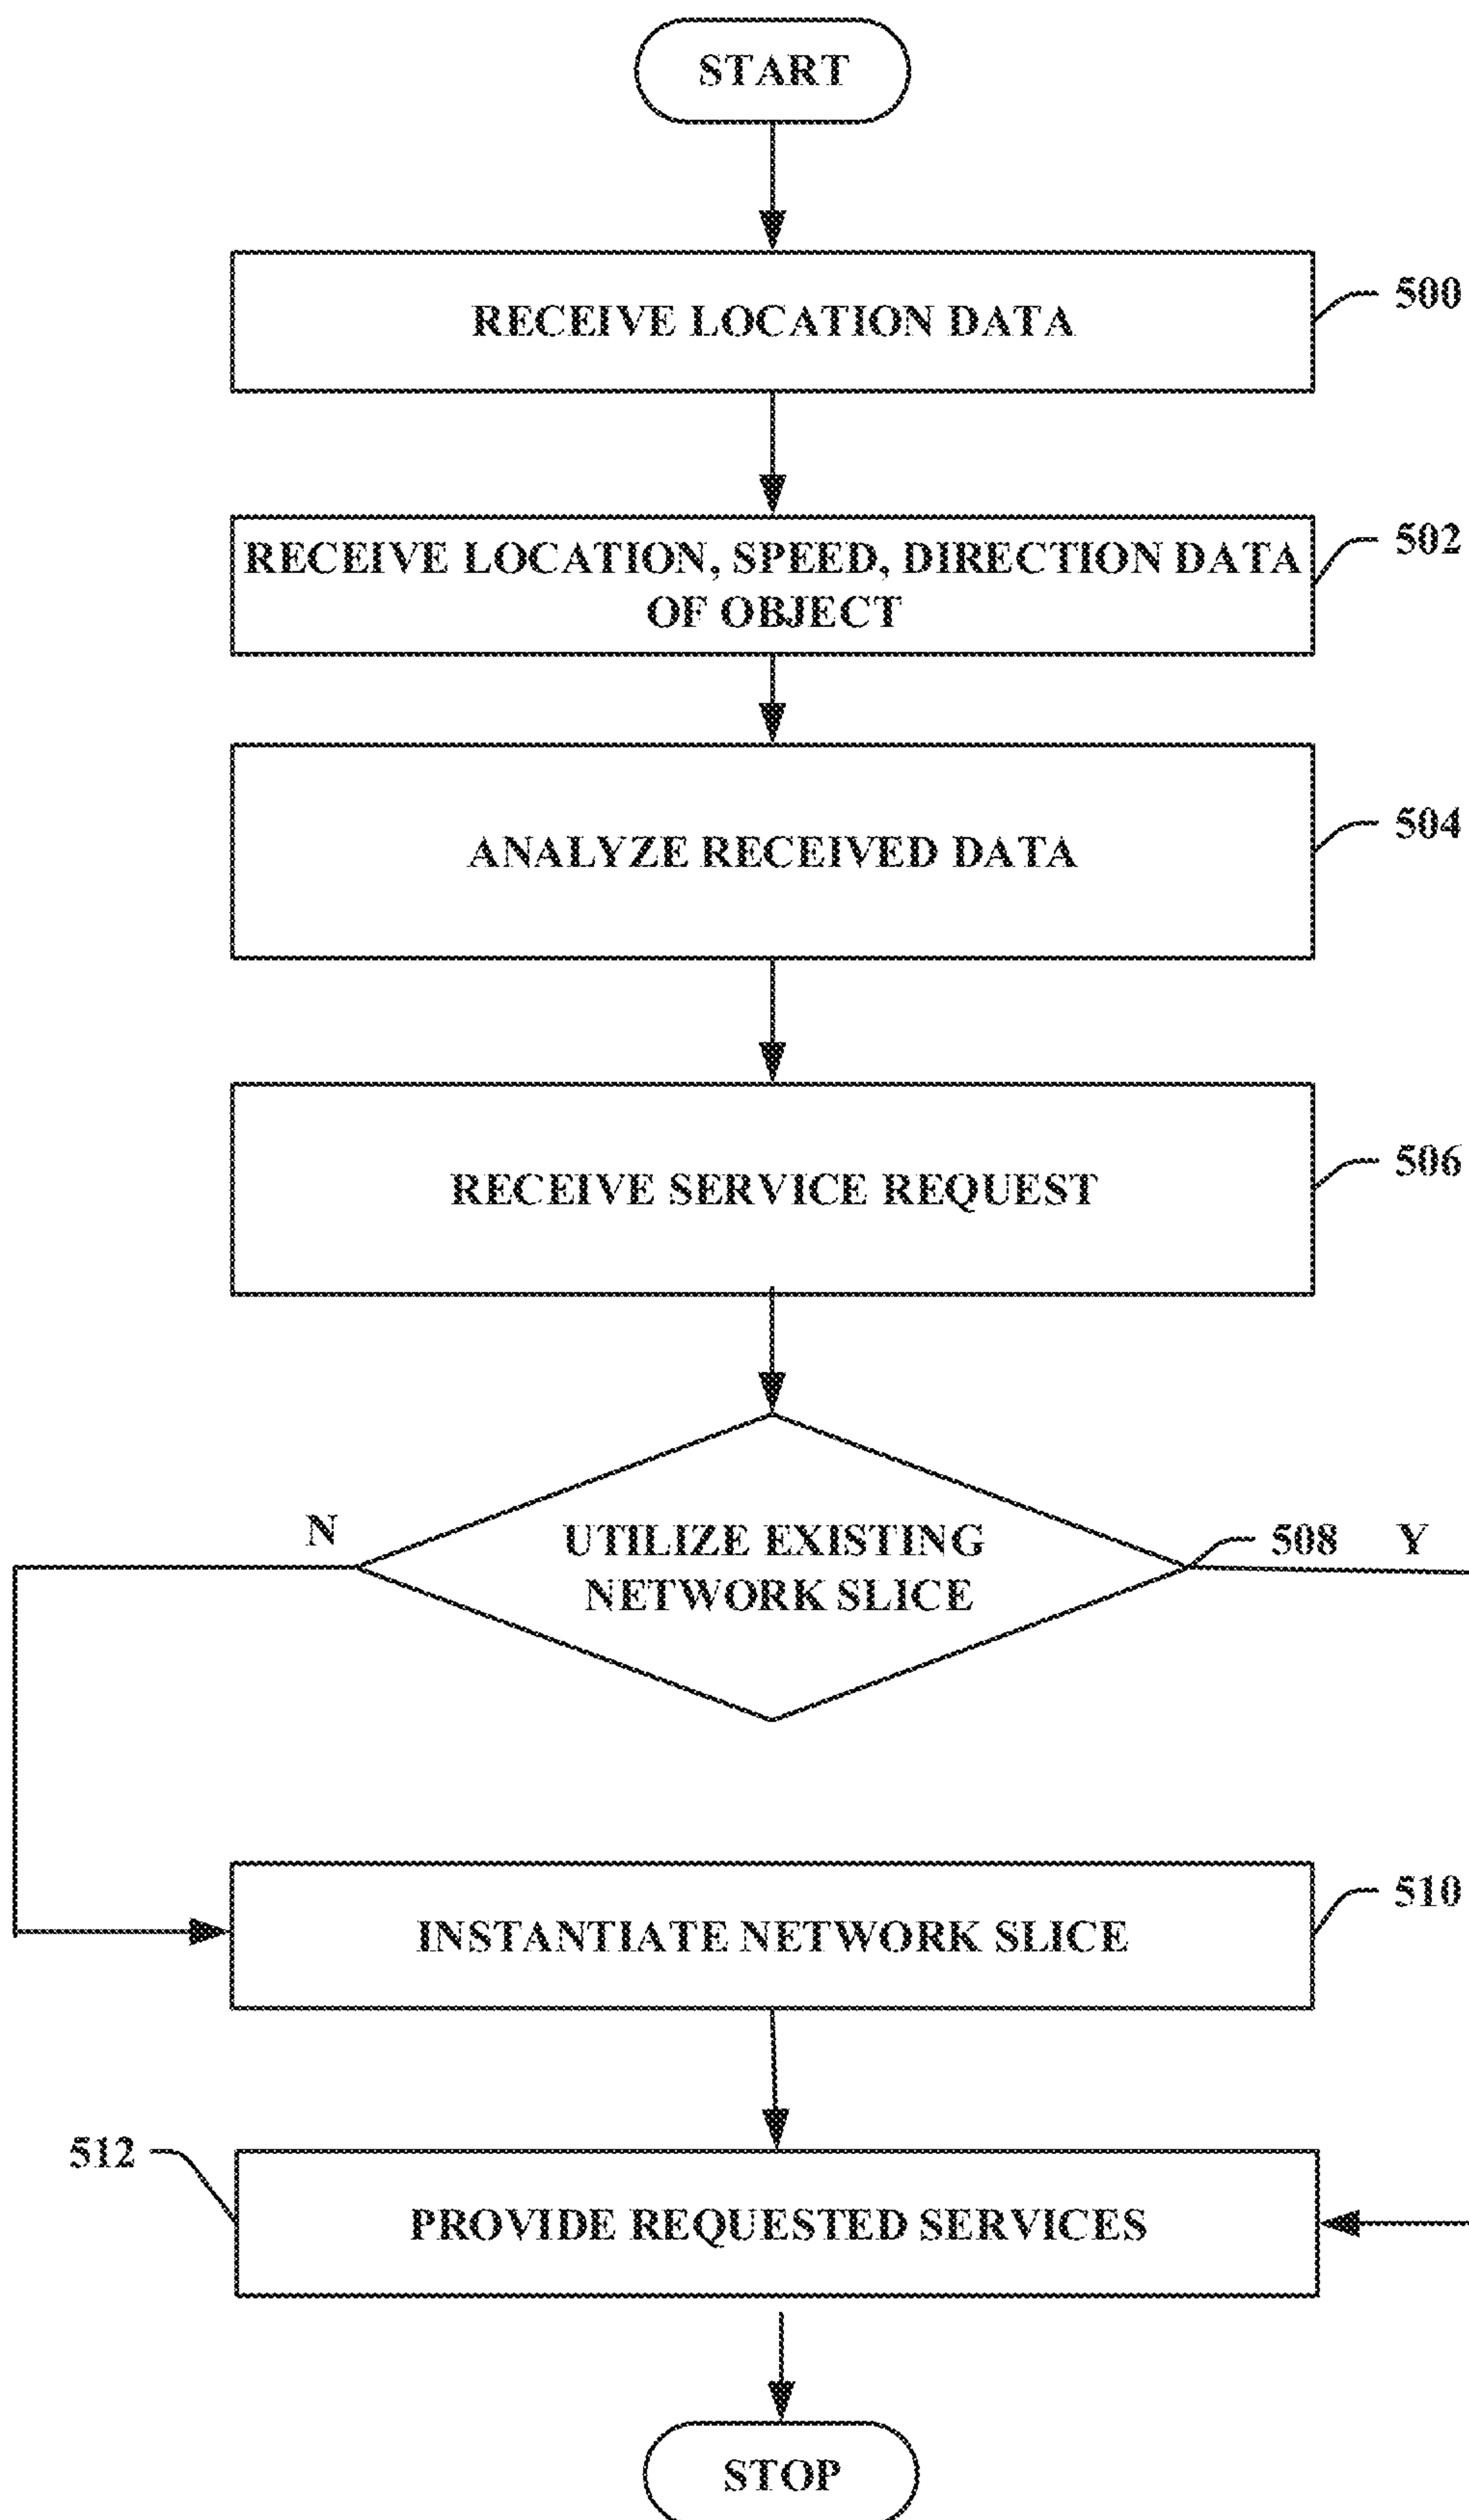 START
RECEIVE LOCATION DATA
500
RECEIVE LOCATION, SPEED, DIRECTION DATA
OF OBJECT
502
ANALYZE RECEIVED DATA
504
RECEIVE SERVICE REQUEST
506
N
UTILIZE EXISTING
NETWORK SLICE
508
Y
INSTANTIATE NETWORK SLICE
510
512
PROVIDE REQUESTED SERVICES
STOP